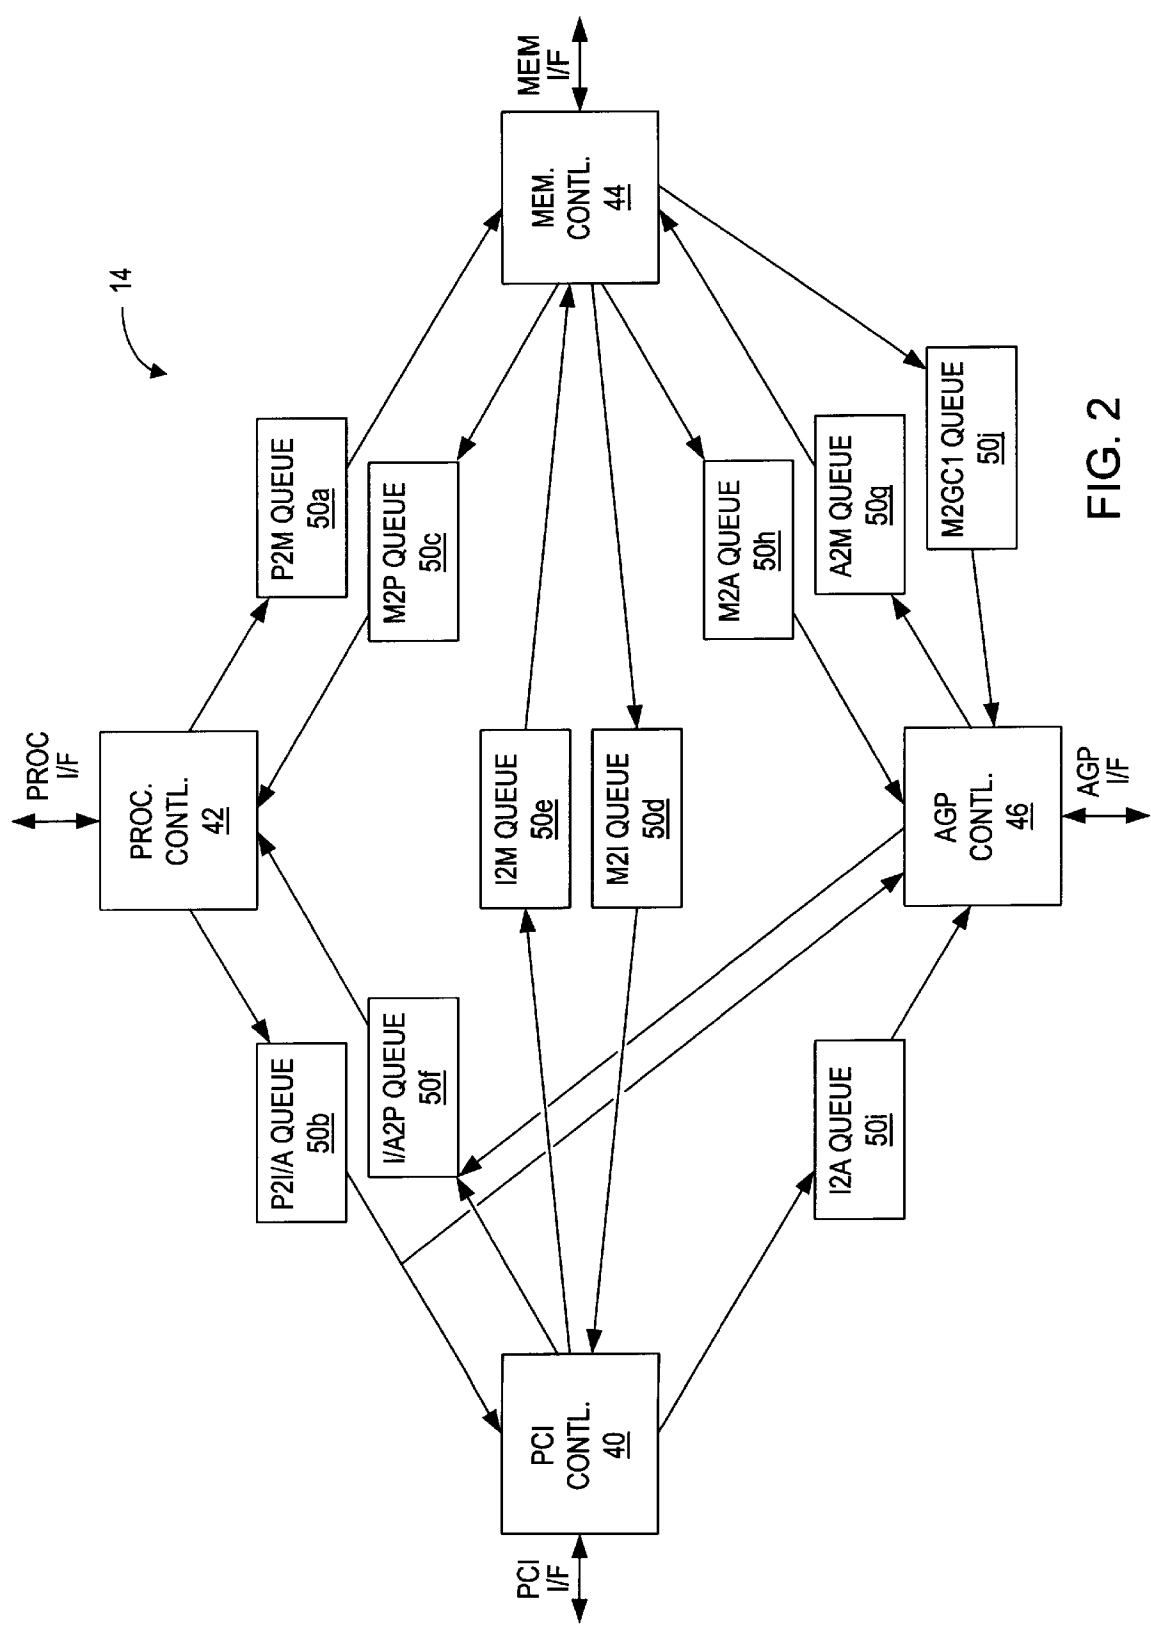 14
PROC
I/F
PROC.
CONTL.
42
P2I/A QUEUE
50b
P2M QUEUE
50a
I/A2P QUEUE
50f
M2P QUEUE
50c
PCI
I/F
PCI
CONTL.
40
I2M QUEUE
50e
M2I QUEUE
50d
MEM.
CONTL.
44
MEM
I/F
M2A QUEUE
50h
I2A QUEUE
50i
A2M QUEUE
50g
M2GC1 QUEUE
50j
AGP
CONTL.
46
AGP
I/F
FIG. 2